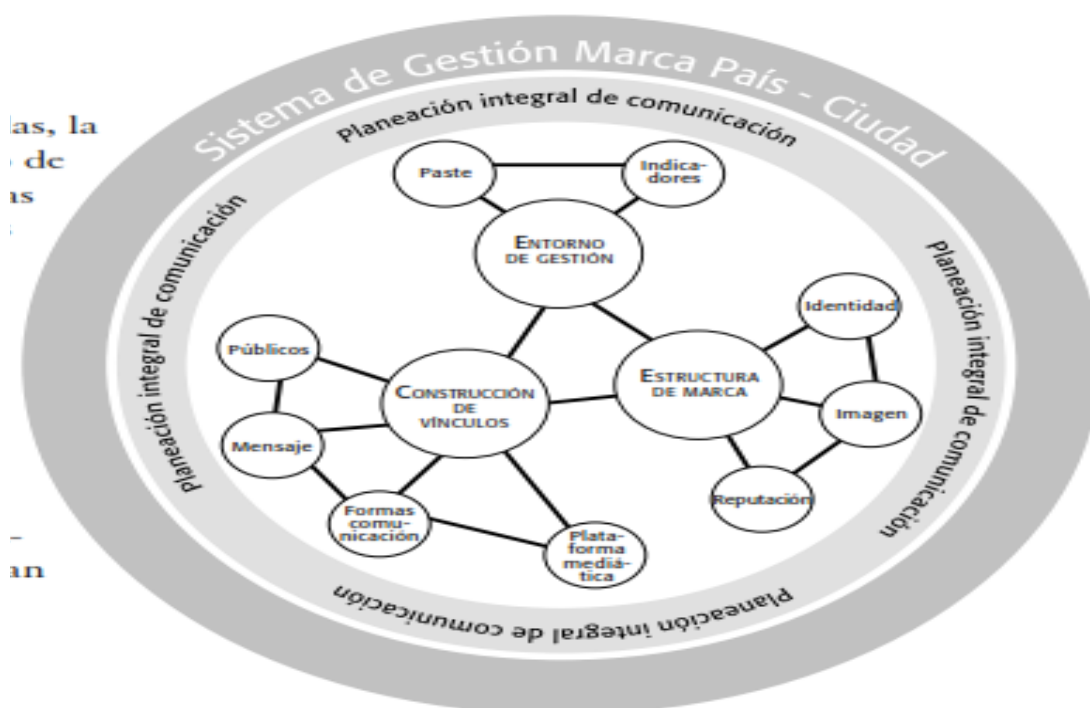 Sistema de Gestión Marca País - Ciudad
Planeación integral de comunicación
las, la
de
as
Paste
Indica-
dores
ENTORNO
DE GESTIÓN
Planeación integral de comunicación
Planeación integral de comunicación
Identidad
Públicos
ESTRUCTURA
DE MARCA
CONSTRUCCIÓN
DE
VÍNCULOS
Imagen
Mensaje
Reputación
Formas
comu-
nicación
Plata-
forma
mediá-
tica
an
Planeación integral de comunicación